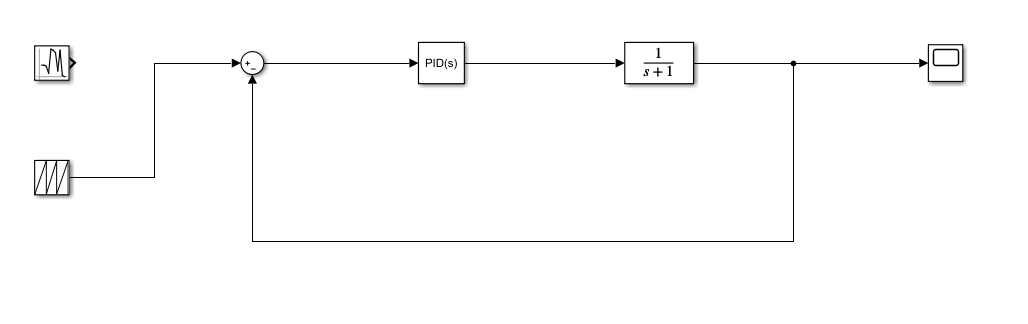 +
−
PID(s)
1
s + 1